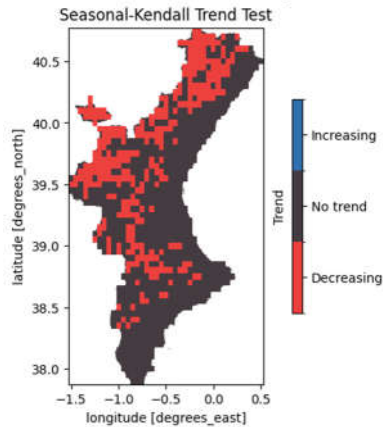 Seasonal-Kendall Trend Test
40.5
40.0
39.5
39.0
38.5
38.0
latitude [degrees_north]
−1.5 −1.0 −0.5 0.0 0.5
longitude [degrees_east]
Trend
Increasing
No trend
Decreasing